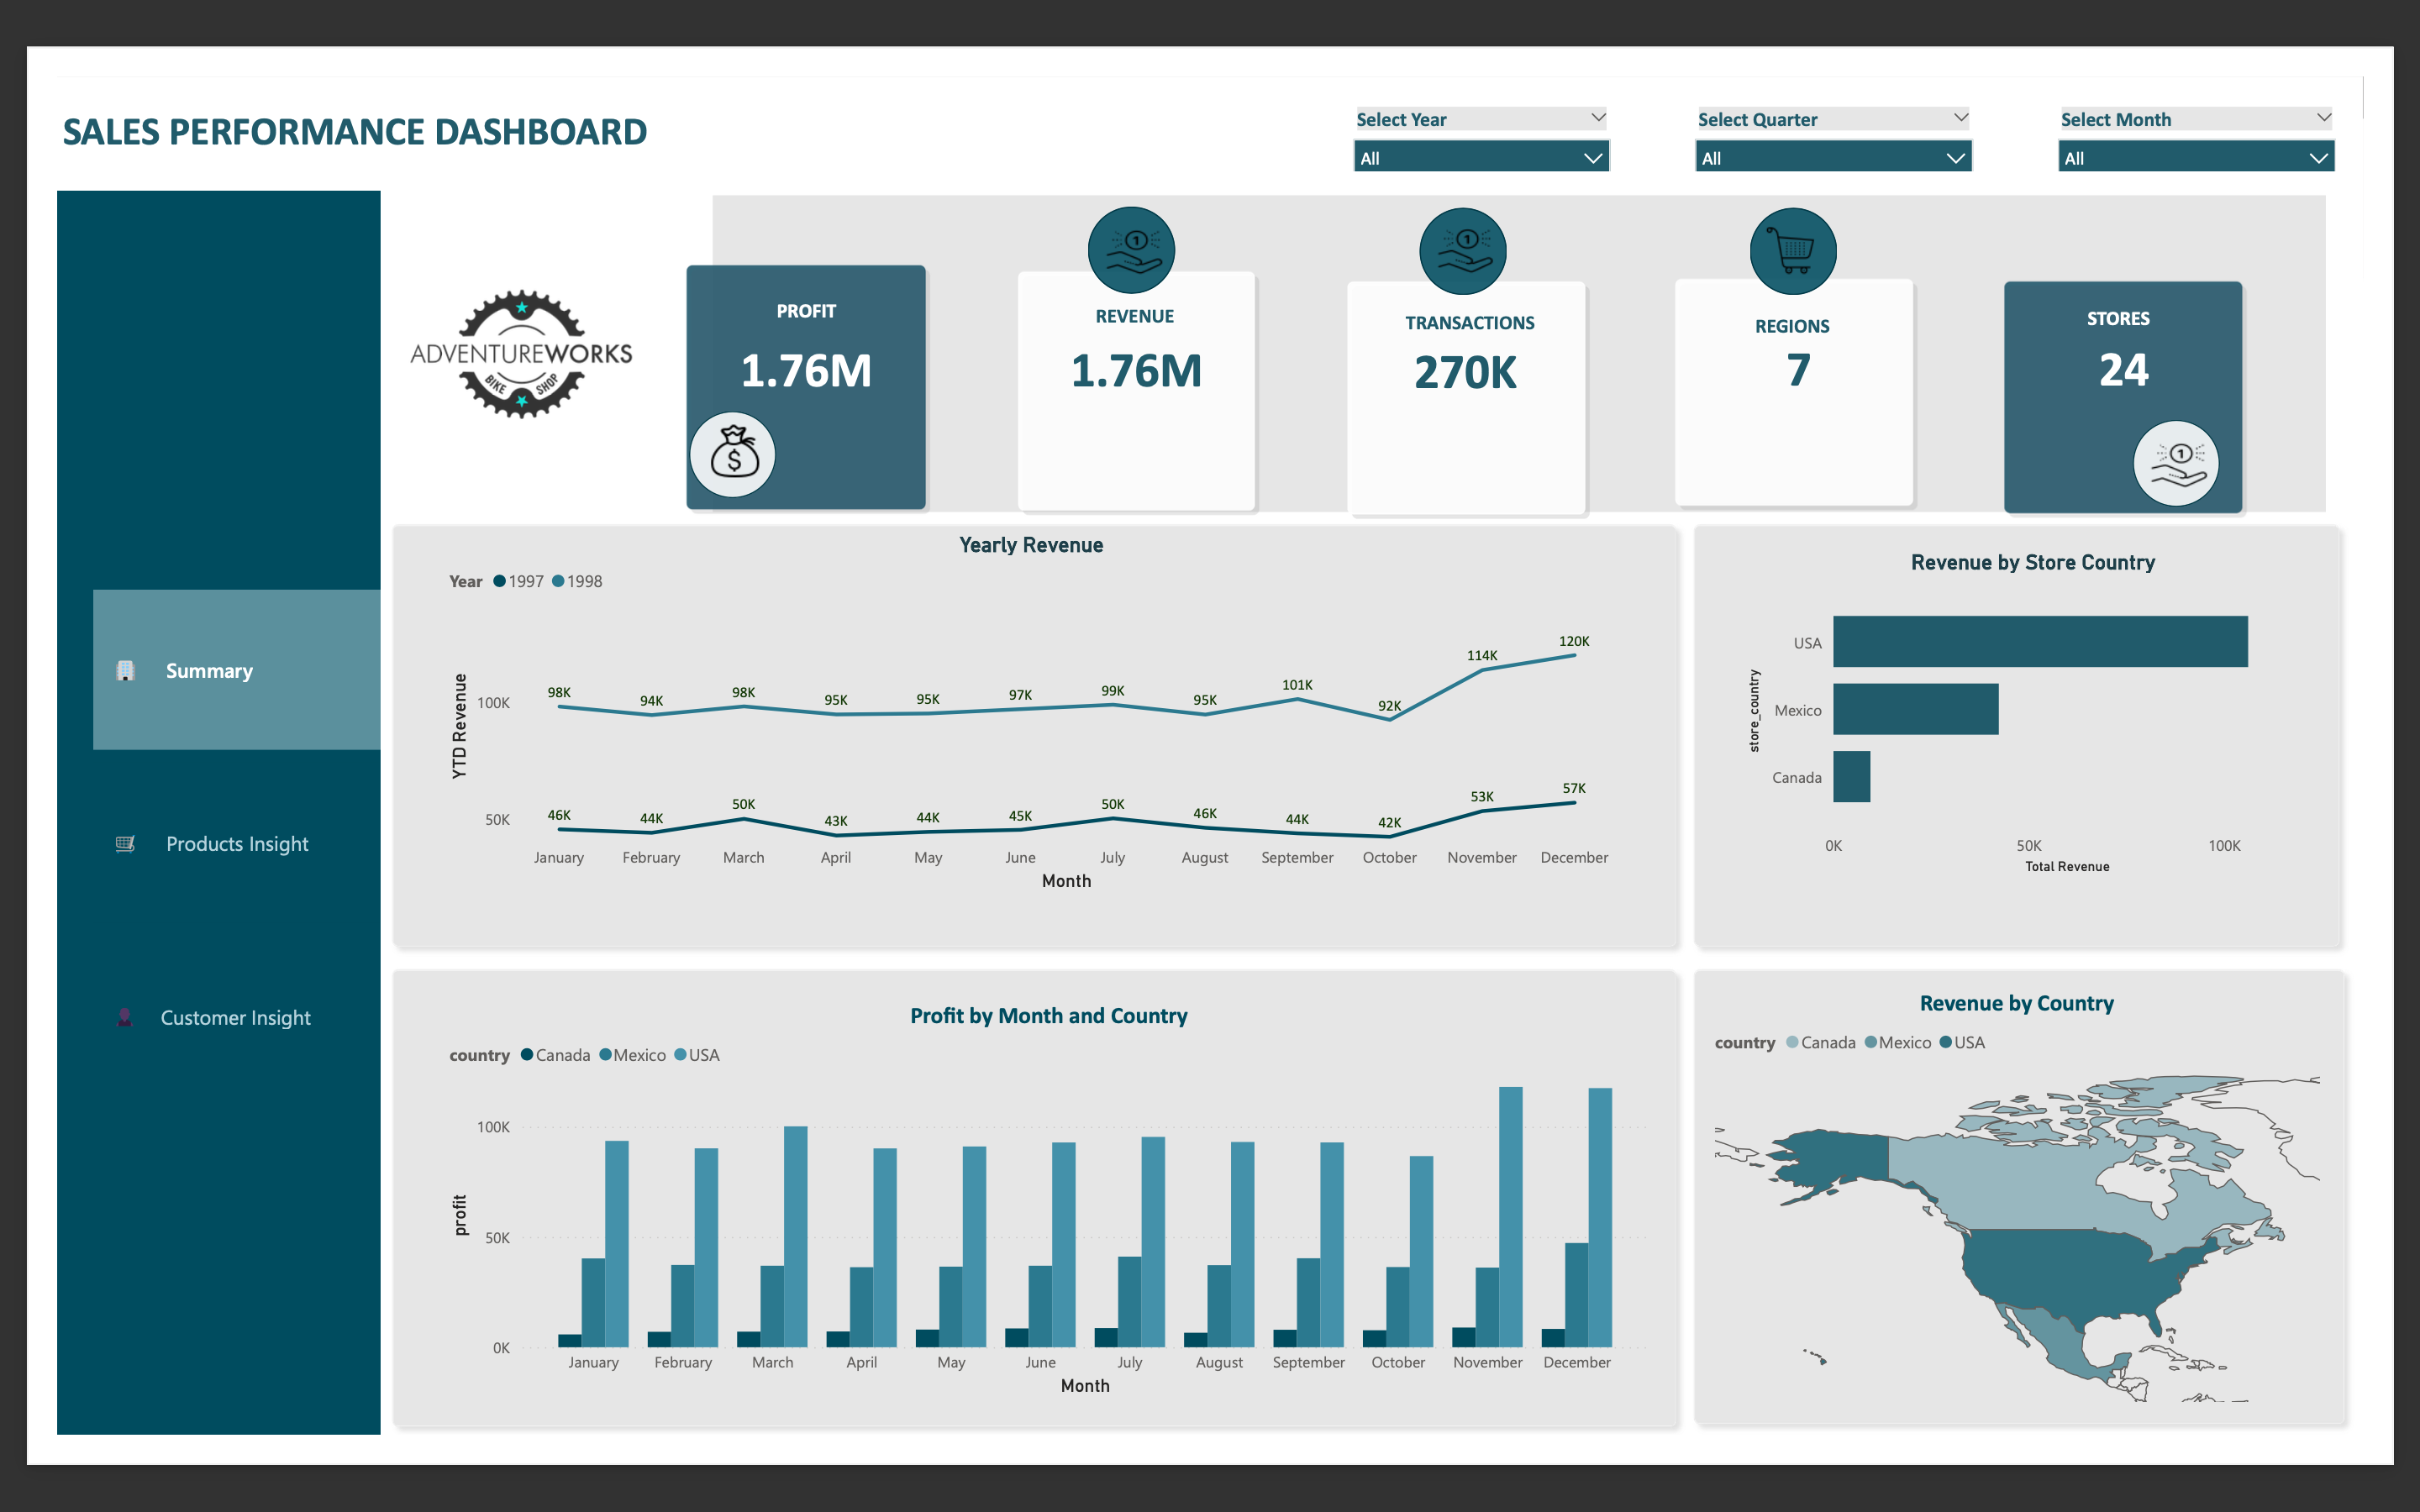 SALES PERFORMANCE DASHBOARD
Select Year
All
Select Quarter
All
Select Month
All
ADVENTUREWORKS
BIKE SHOP
PROFIT
1.76M
$
1
REVENUE
1.76M
1
TRANSACTIONS
270K
REGIONS
7
STORES
24
1
Summary
Products Insight
Customer Insight
Yearly Revenue
Year 1997 1998
YTD Revenue
100K
50K
98K 94K 98K 95K 95K 97K 99K 95K 101K 92K 114K 120K
46K 44K 50K 43K 44K 45K 50K 46K 44K 42K 53K 57K
January February March April May June July August September October November December
Month
Revenue by Store Country
store_country
USA
Mexico
Canada
0K 50K 100K
Total Revenue
Profit by Month and Country
country Canada Mexico USA
profit
100K
50K
0K
January February March April May June July August September October November December
Month
Revenue by Country
country Canada Mexico USA